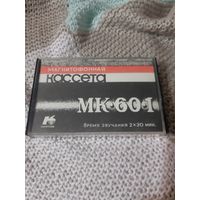 МАГНИТОФОННАЯ
Кассета
МК-60-1
Время звучания 2×30 мин.